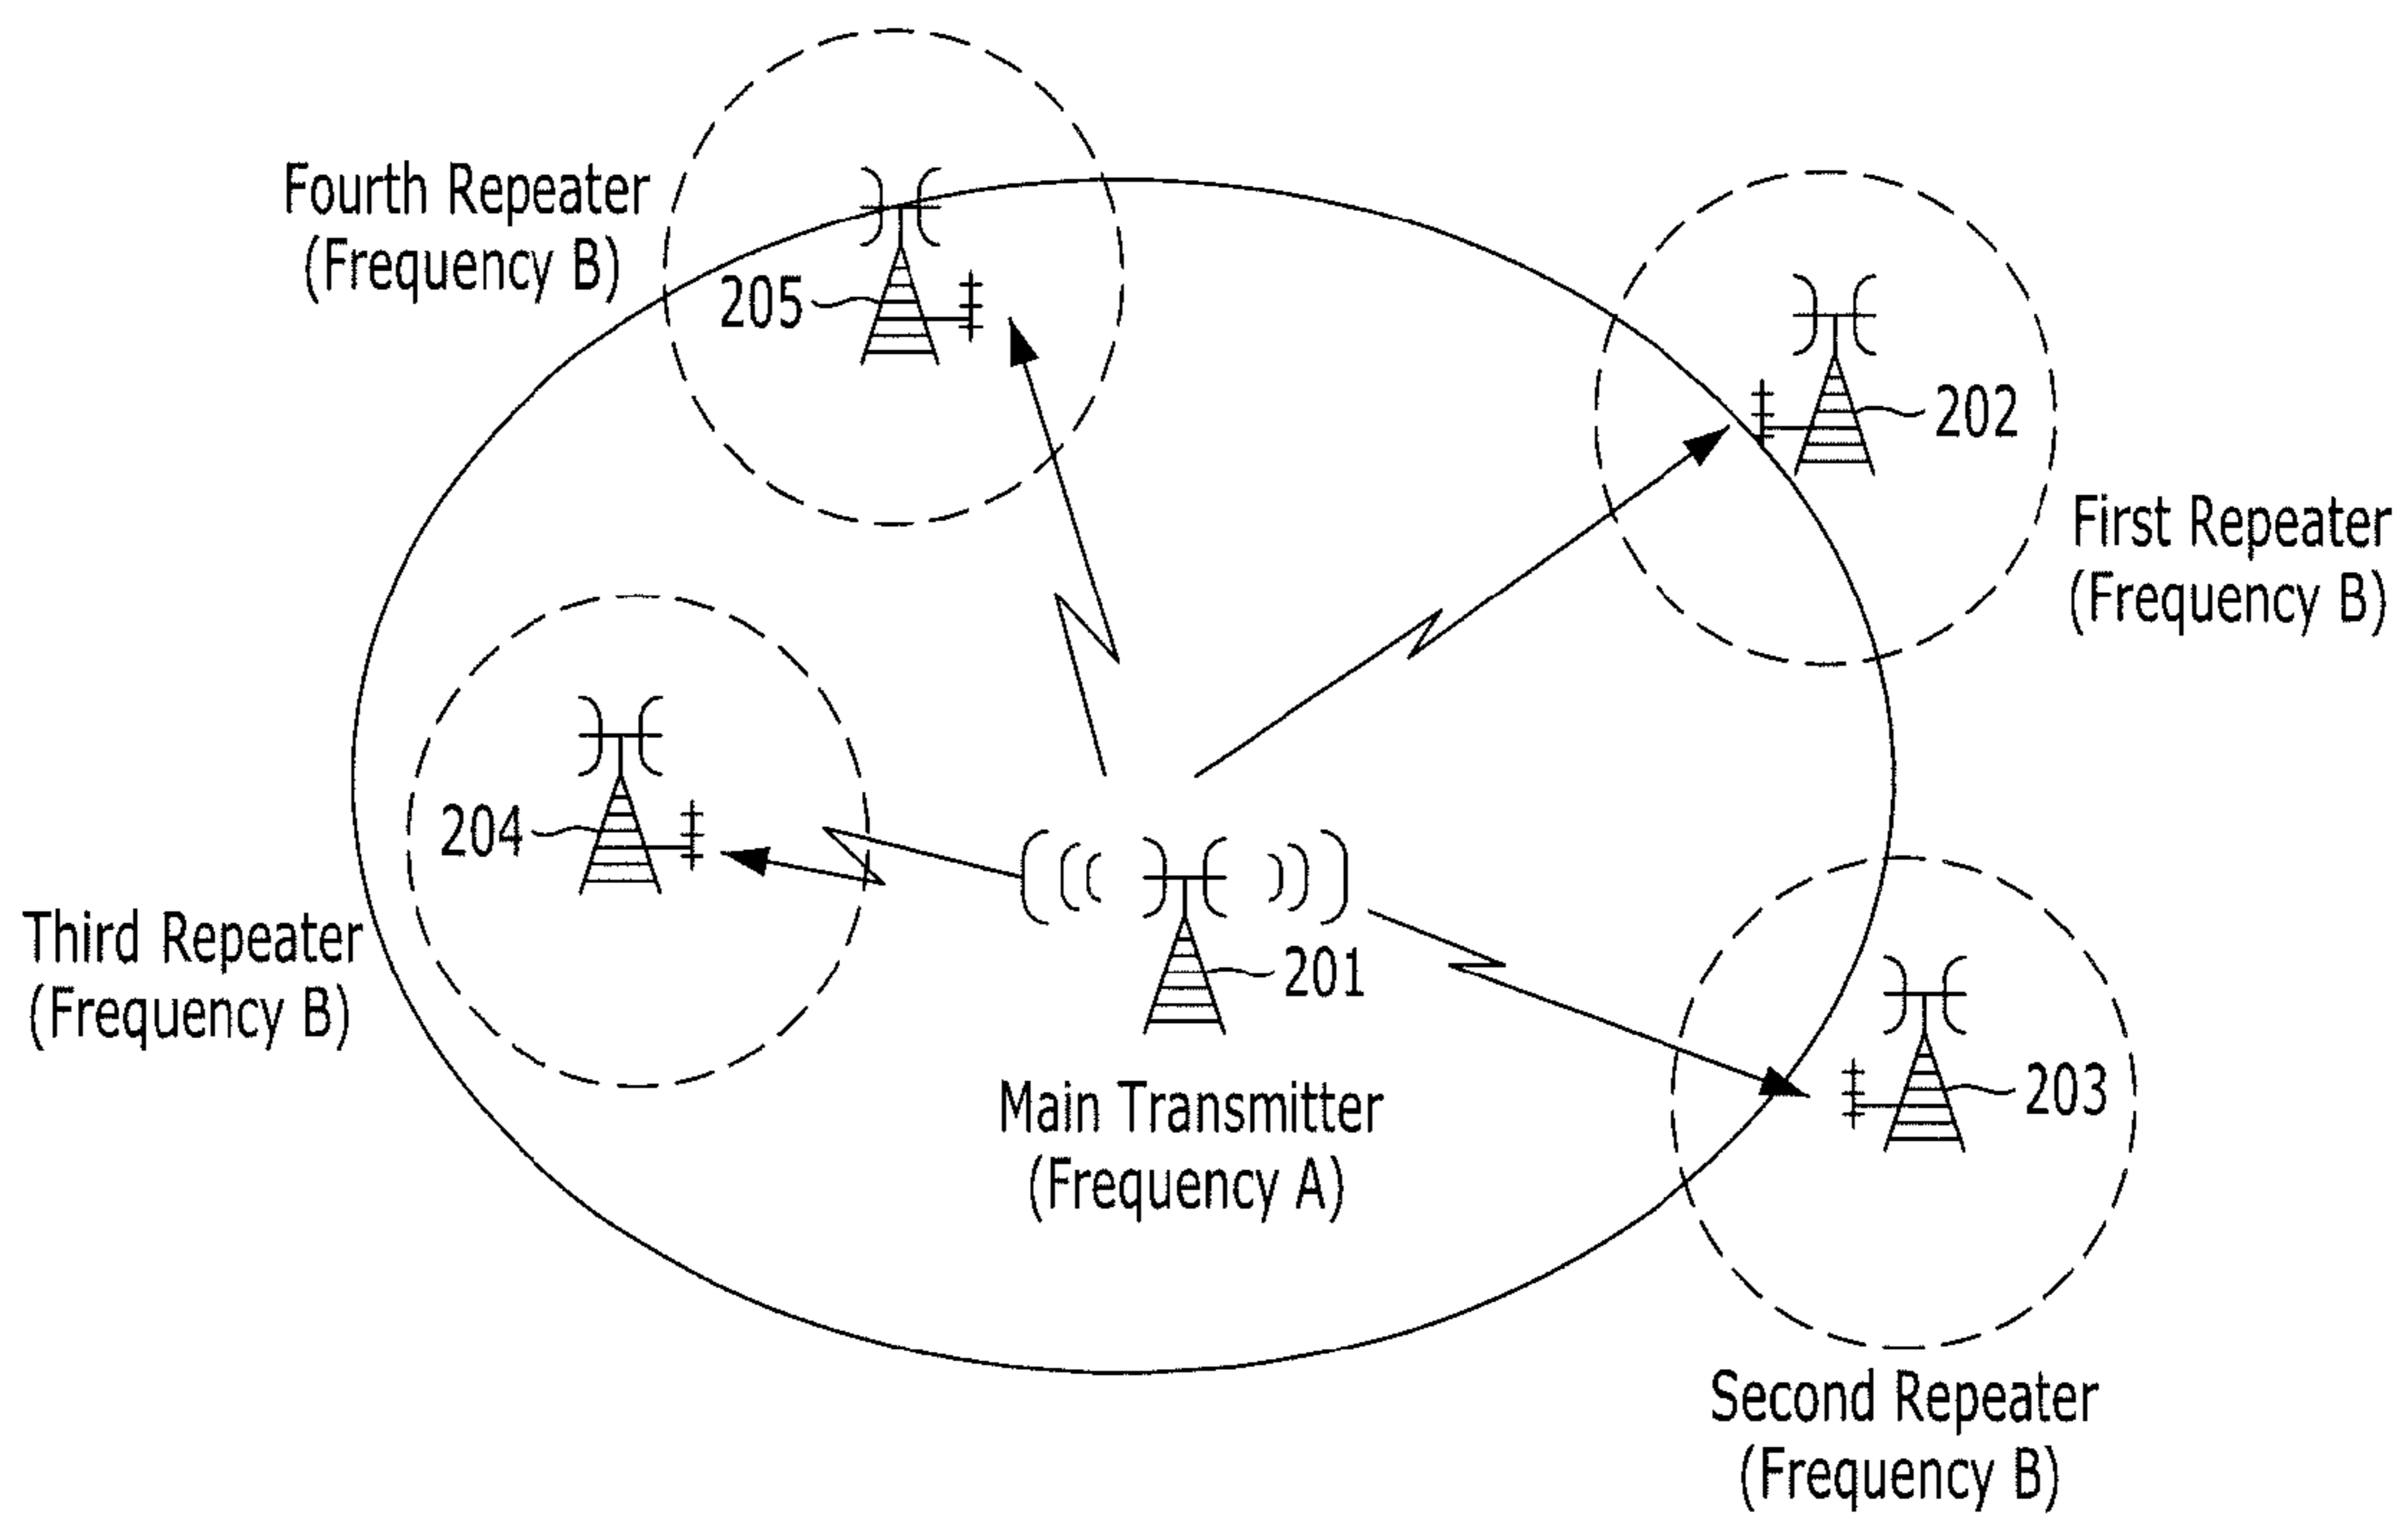 Fourth Repeater
(Frequency B)
205
202
First Repeater
(Frequency B)
204
Third Repeater
(Frequency B)
201
Main Transmitter
(Frequency A)
203
Second Repeater
(Frequency B)